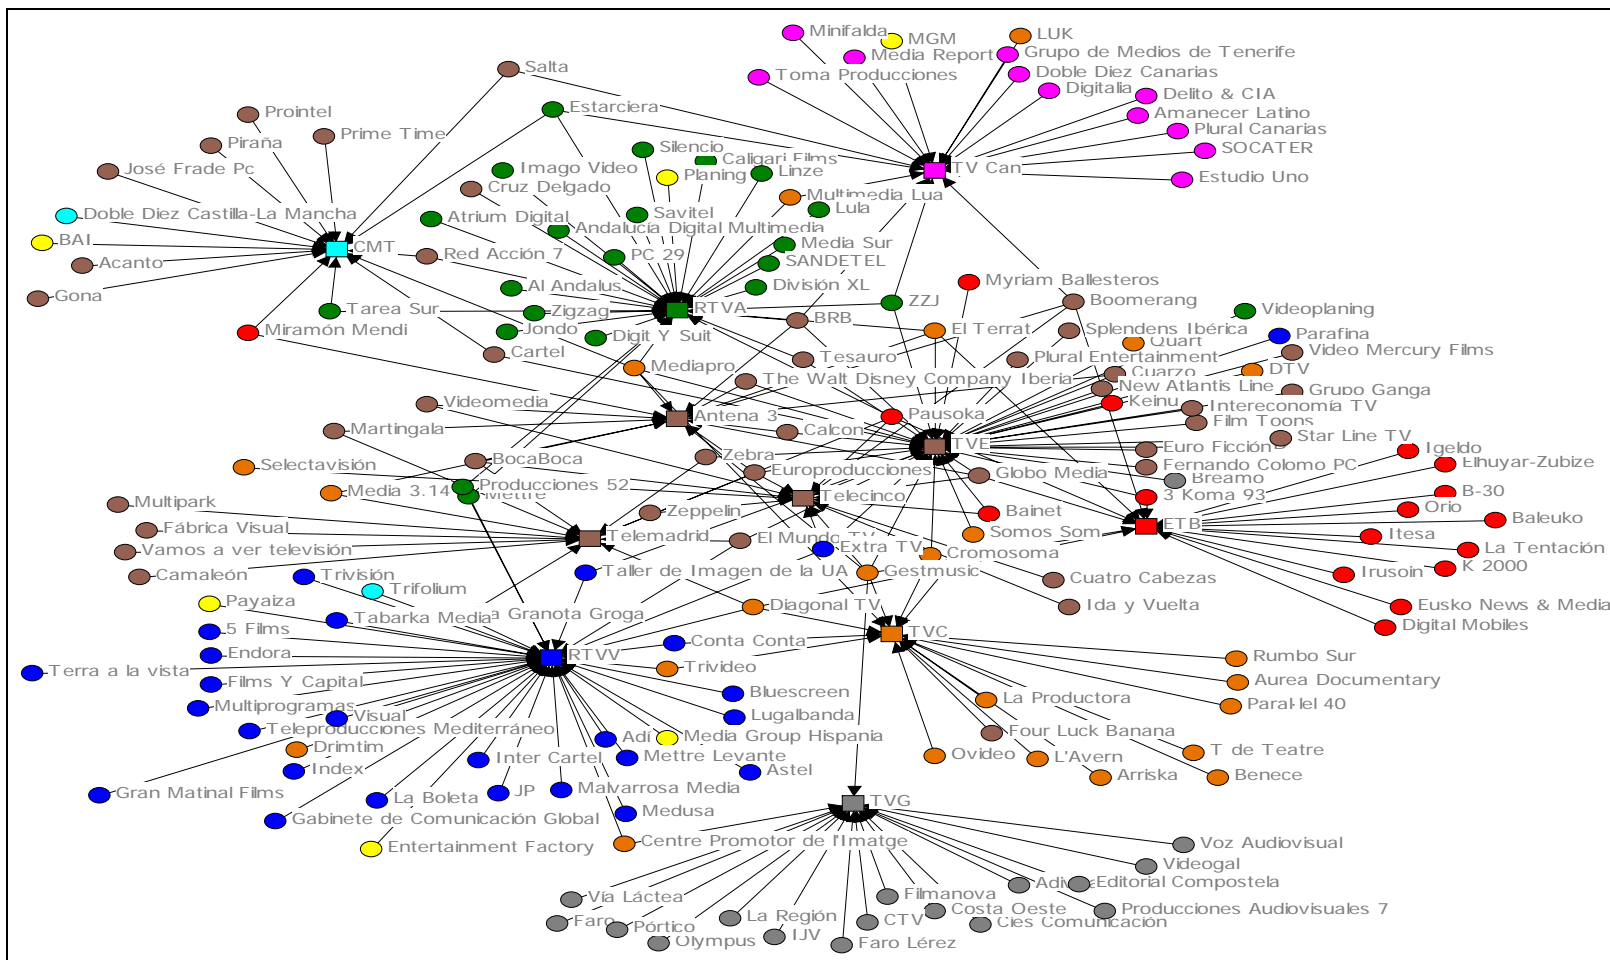 Minifalda
MGM
LUK
Media Report
Grupo de Medios de Tenerife
Salta
Toma Producciones
Doble Diez Canarias
Digitalia
Delito & CIA
Estarciera
Amanecer Latino
Prointel
Plural Canarias
Prime Time
Piraña
Silencio
SOCATER
Caligari Films
José Frade Pc
Imago Video
Planing
Linze
TV Can
Estudio Uno
Cruz Delgado
Multimedia Lua
Doble Diez Castilla-La Mancha
Atrium Digital
Savitel
Lula
Andalucía Digital Multimedia
BAI
CMT
Red Acción 7
PC 29
Media Sur
Acanto
SANDETEL
Myriam Ballesteros
Al Andalus
División XL
Gona
Tarea Sur
Zigzag
RTVA
ZZJ
Boomerang
Videoplaning
Miramón Mendi
Jondo
Digit Y Suit
BRB
El Terrat
Splendens Ibérica
Quart
Parafina
Cartel
Mediapro
Tesauro
Plural Entertainment
Video Mercury Films
The Walt Disney Company Iberia
Cuarzo
DTV
New Atlantis Line
Grupo Ganga
Videomedia
Antena 3
Pausoka
Keinu
Intereconomía TV
Film Toons
Martingala
Calcon
TVE
Star Line TV
Zebra
Euro Ficción
Igeldo
Selectavisión
BocaBoca
Europroducciones
Globo Media
Fernando Colomo PC
Elhuyar-Zubize
Breamo
Producciones 52
Media 3.14
Mettre
Telecinco
3 Koma 93
B-30
Multipark
Zeppelin
Bainet
Orio
Fábrica Visual
Telemadrid
El Mundo TV
Somos Som
ETB
Baleuko
Itesa
Vamos a ver televisión
Extra TV
Cromosoma
La Tentación
Camaleón
Trivisión
Taller de Imagen de la UA
Gestmusic
Cuatro Cabezas
Irusoin
K 2000
Trifolium
Payaiza
Tabarka Media
a Granota Groga
Diagonal TV
Ida y Vuelta
Eusko News & Media
5 Films
TVC
Digital Mobiles
Endora
RTVV
Conta Conta
Rumbo Sur
Terra a la vista
Films Y Capital
Trivideo
Aurea Documentary
Multiprogramas
Visual
Bluescreen
La Productora
Paral·lel 40
Teleproducciones Mediterráneo
Lugalbanda
Four Luck Banana
Drimtim
Adí
Media Group Hispania
Ovideo
L'Avern
T de Teatre
Index
Inter Cartel
Mettre Levante
Astel
Arriska
Benece
Gran Matinal Films
La Boleta
JP
Malvarrosa Media
TVG
Gabinete de Comunicación Global
Medusa
Entertainment Factory
Centre Promotor de l'Imatge
Voz Audiovisual
Videogal
Vía Láctea
Filmanova
Editorial Compostela
Faro
Pórtico
La Región
CTV
Costa Oeste
Producciones Audiovisuales 7
Olympus
IJV
Faro Lérez
Cíes Comunicación